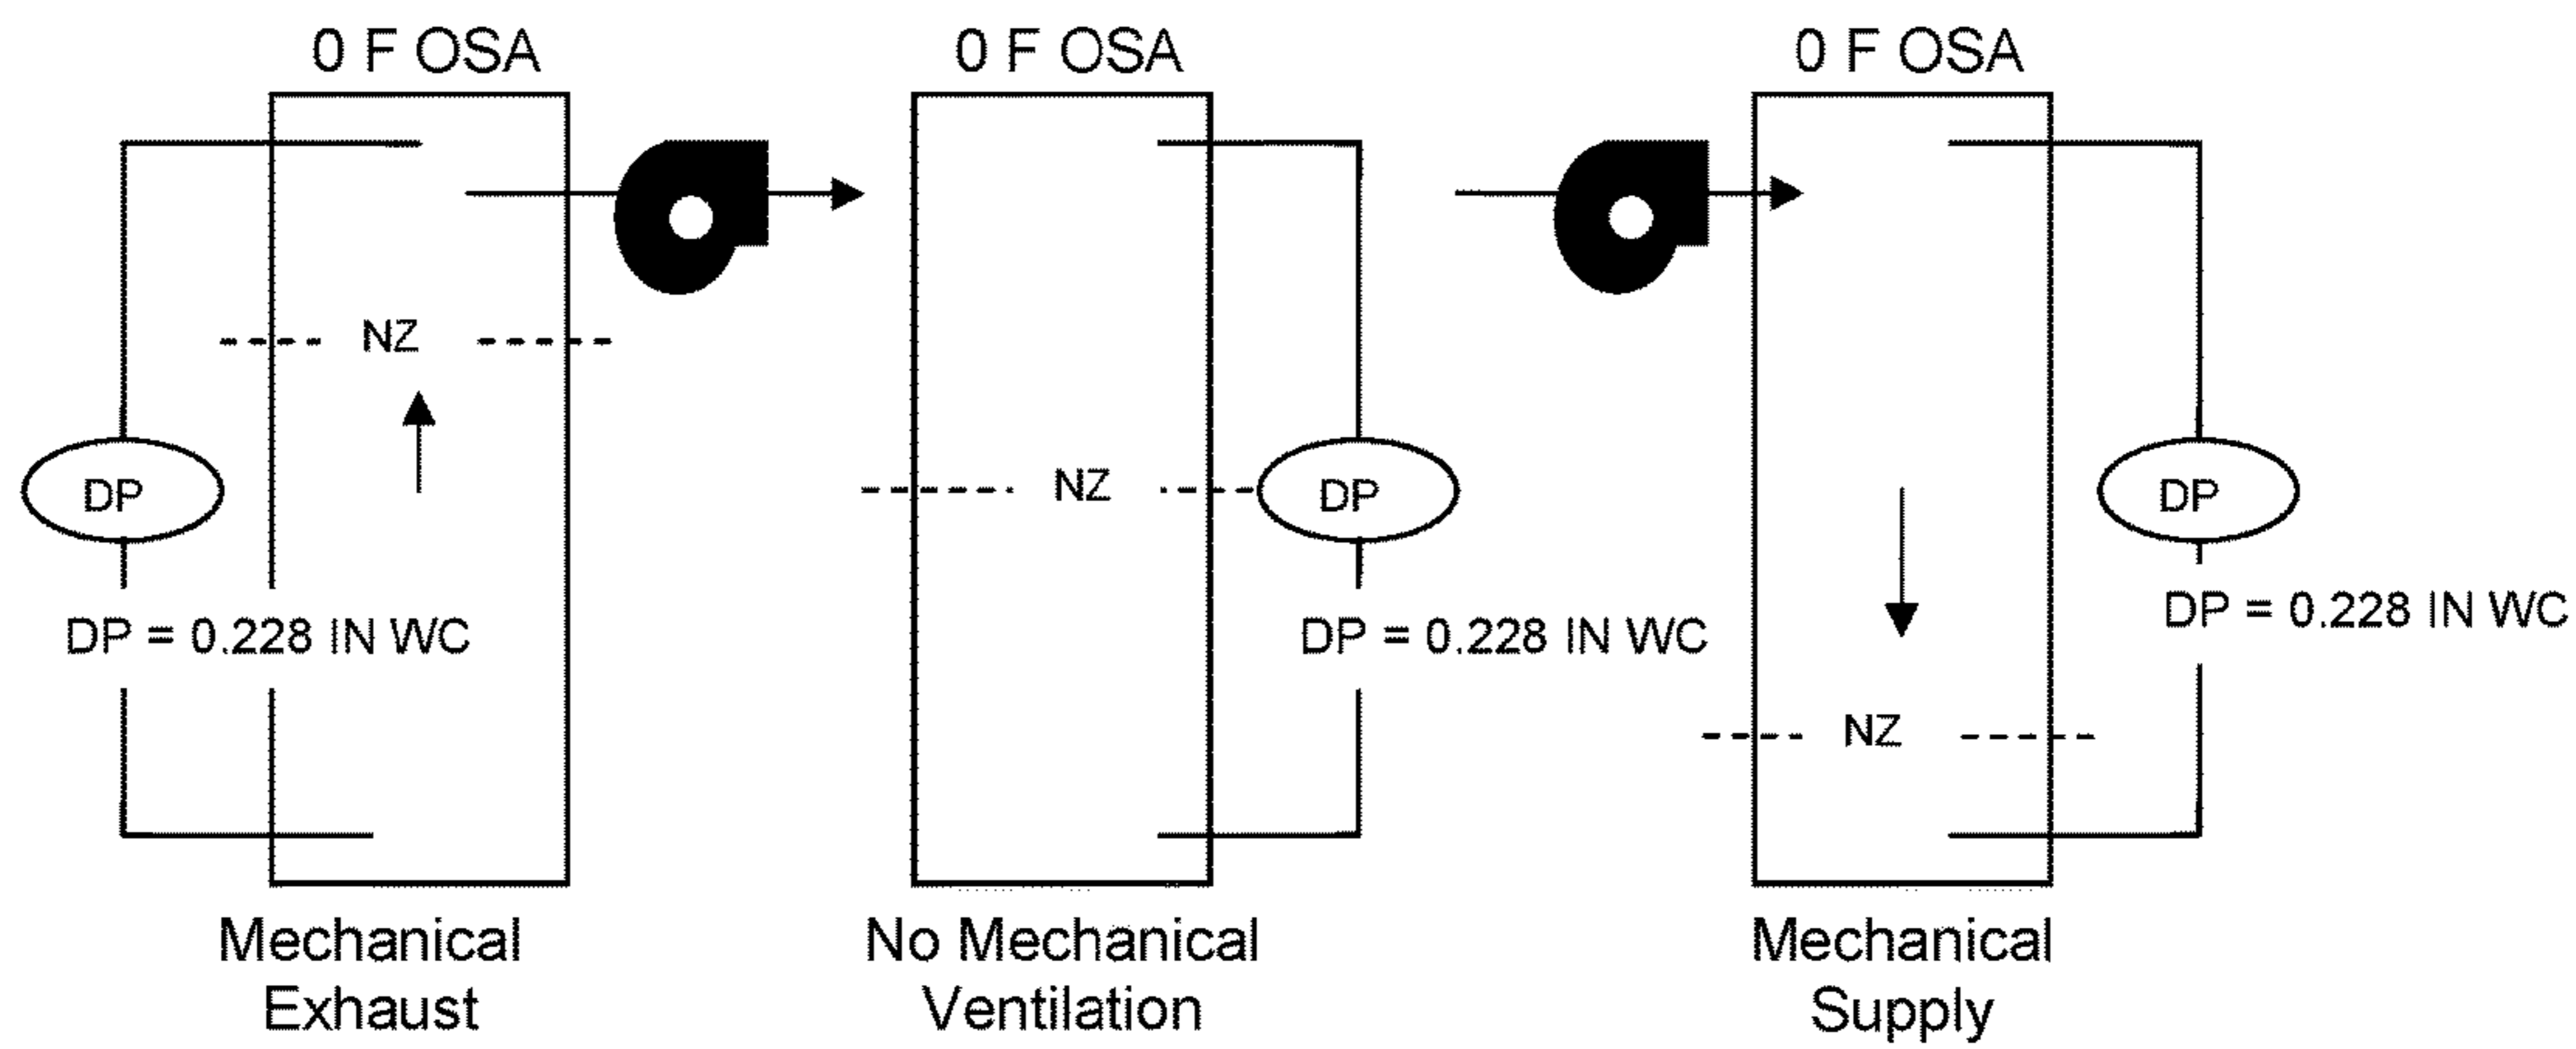 0 F OSA
0 F OSA
0 F OSA
NZ
DP
DP = 0.228 IN WC
NZ
DP
DP = 0.228 IN WC
DP
DP = 0.228 IN WC
NZ
Mechanical
Exhaust
No Mechanical
Ventilation
Mechanical
Supply